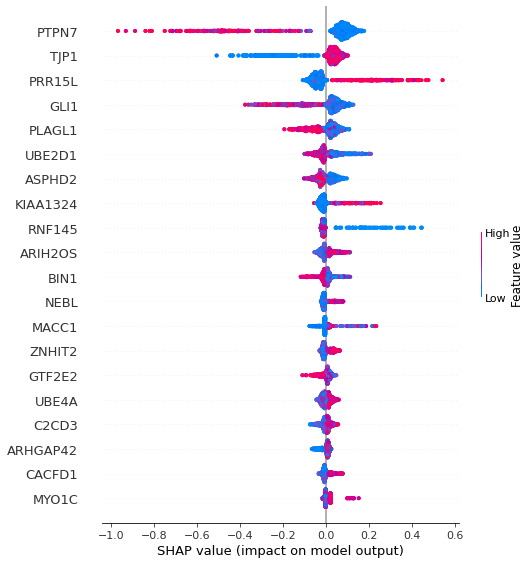 PTPN7
TJP1
PRR15L
GLI1
PLAGL1
UBE2D1
ASPHD2
KIAA1324
RNF145
ARIH2OS
BIN1
NEBL
MACC1
ZNHIT2
GTF2E2
UBE4A
C2CD3
ARHGAP42
CACFD1
MYO1C
−1.0 −0.8 −0.6 −0.4 −0.2 0.0 0.2 0.4 0.6
SHAP value (impact on model output)
High
Low
Feature value